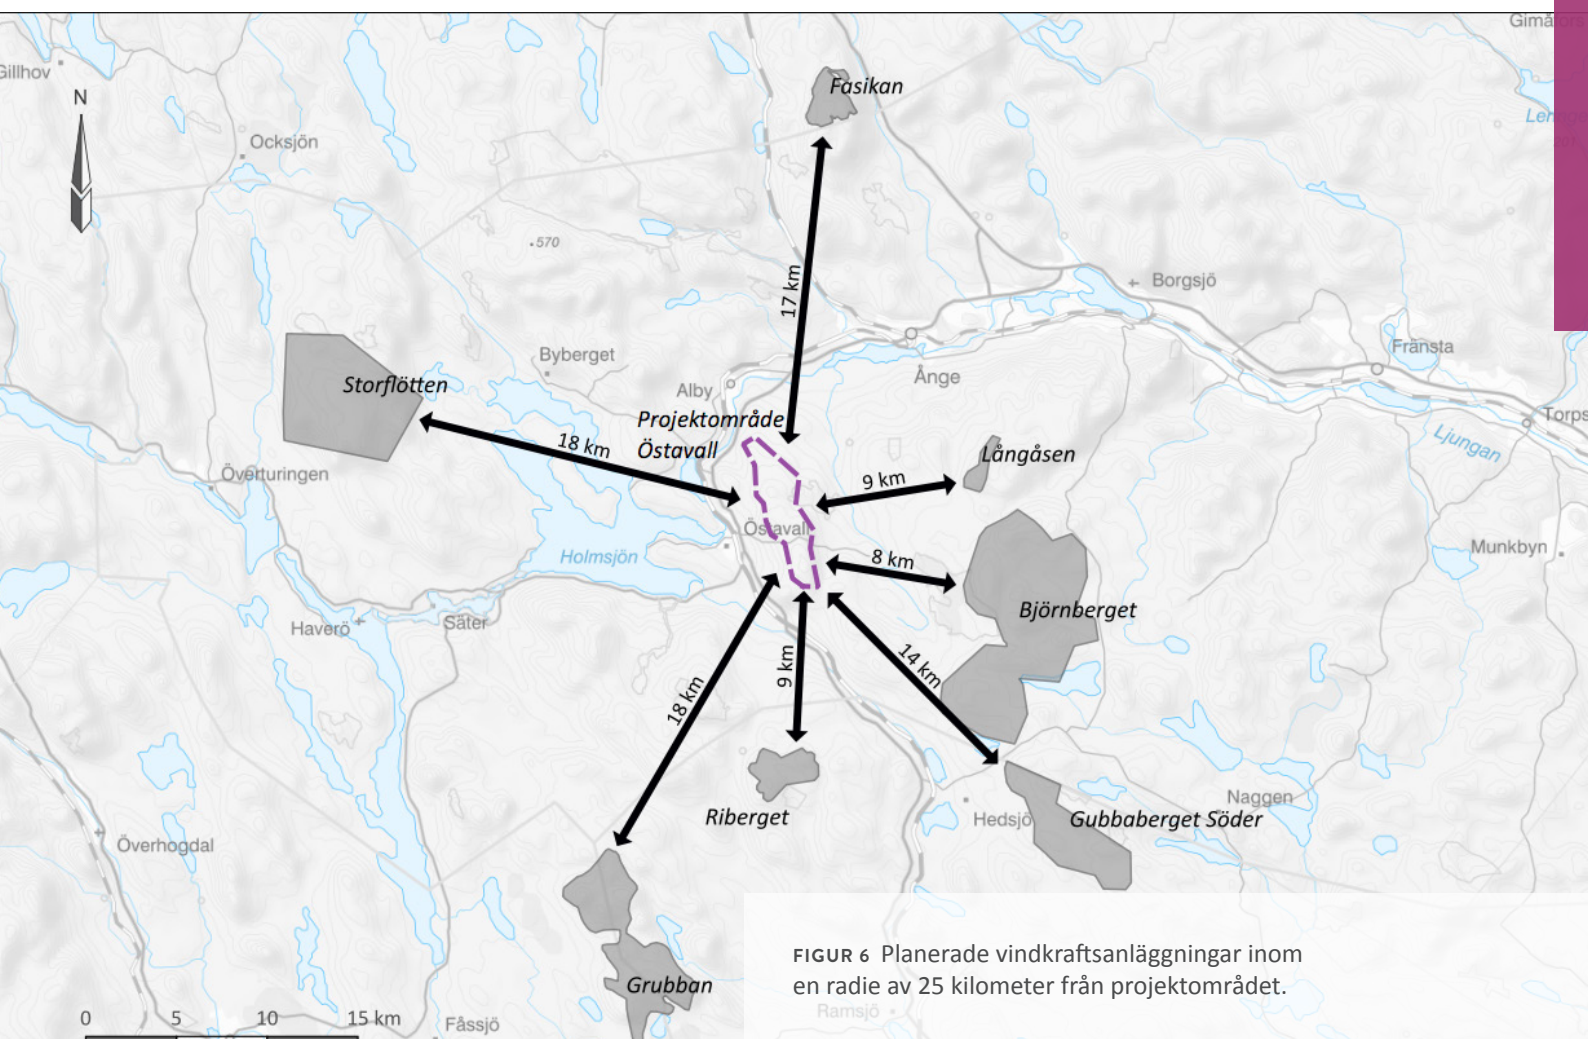 Gimåfors
Gillhov
Fasikan
N
Ocksjön
570
17 km
Borgsjö
Byberget
Fränsta
Storflötten
Alby
Ånge
Projektområde
Östavall
Torps
18 km
Långåsen
Ljungan
Överturingen
9 km
Östavall
Holmsjön
8 km
Munkbyn
Björnberget
Haverö
Säter
14 km
9 km
18 km
Naggen
Riberget
Hedsjö
Gubbaberget Söder
Överhogdal
FIGUR 6 Planerade vindkraftsanläggningar inom
en radie av 25 kilometer från projektområdet.
Grubban
Ramsjö
0 5 10 15 km
Fåssjö